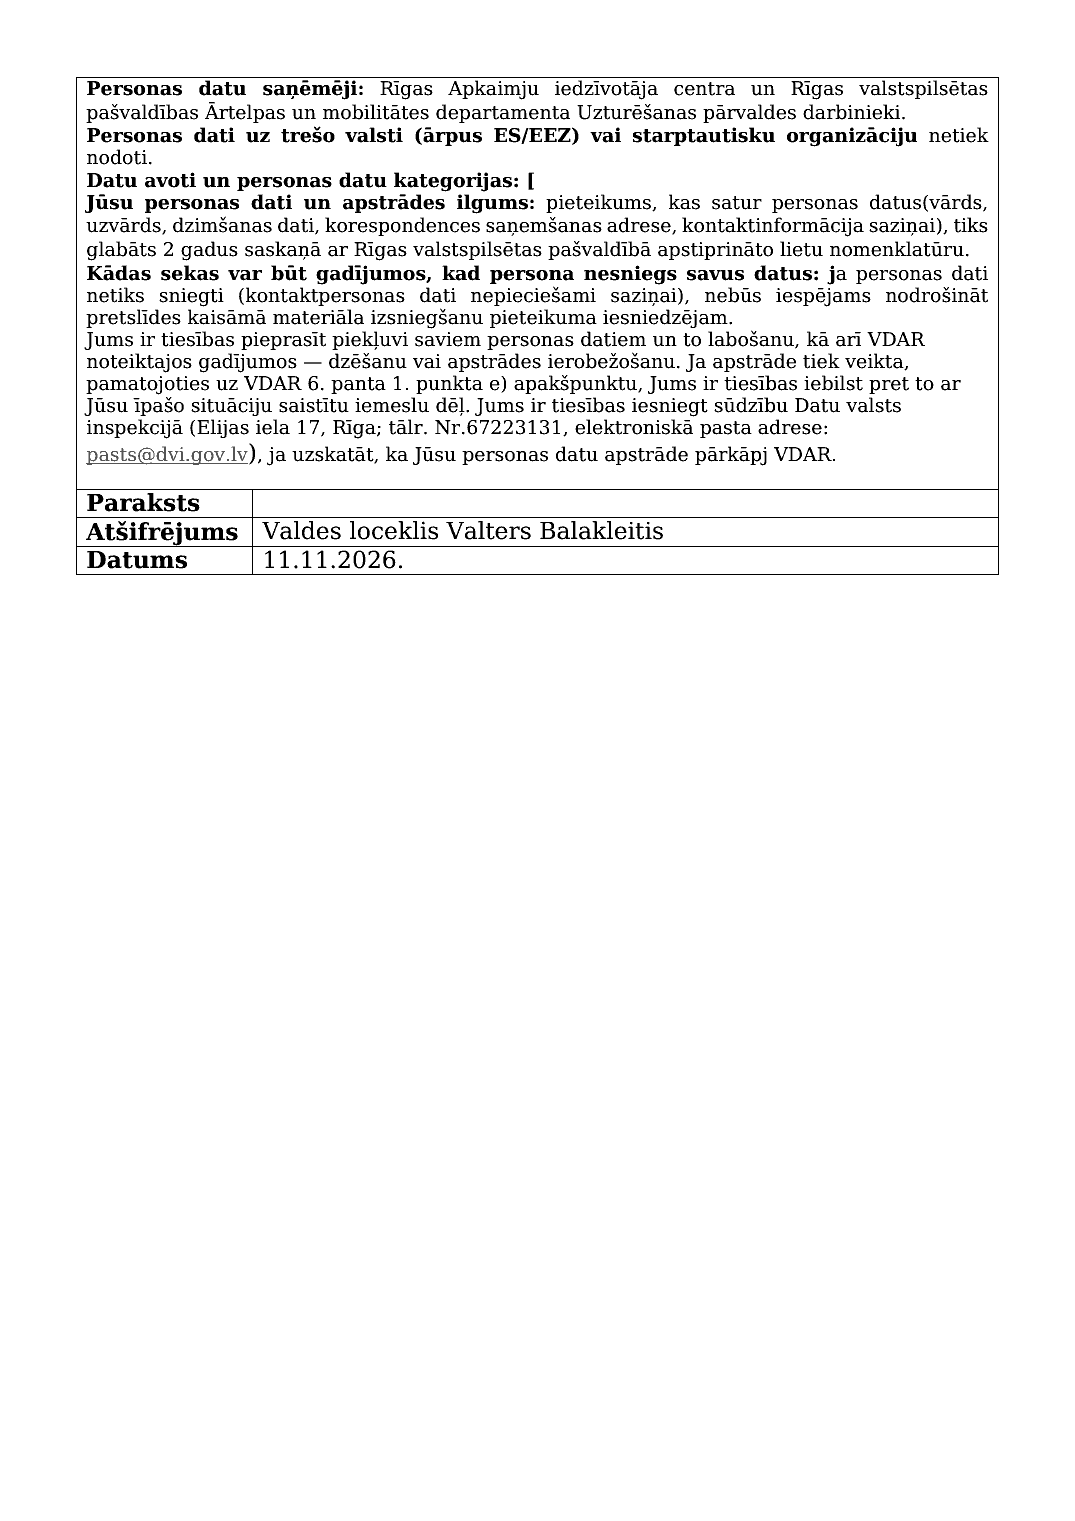 Personas datu saņēmēji: Rīgas Apkaimju iedzīvotāja centra un Rīgas valstspilsētas
pašvaldības Ārtelpas un mobilitātes departamenta Uzturēšanas pārvaldes darbinieki.
Personas dati uz trešo valsti (ārpus ES/EEZ) vai starptautisku organizāciju netiek
nodoti.
Datu avoti un personas datu kategorijas: [
Jūsu personas dati un apstrādes ilgums: pieteikums, kas satur personas datus(vārds,
uzvārds, dzimšanas dati, korespondences saņemšanas adrese, kontaktinformācija saziņai), tiks
glabāts 2 gadus saskaņā ar Rīgas valstspilsētas pašvaldībā apstiprināto lietu nomenklatūru.
Kādas sekas var būt gadījumos, kad persona nesniegs savus datus: ja personas dati
netiks sniegti (kontaktpersonas dati nepieciešami saziņai), nebūs iespējams nodrošināt
pretslīdes kaisāmā materiāla izsniegšanu pieteikuma iesniedzējam.
Jums ir tiesības pieprasīt piekļuvi saviem personas datiem un to labošanu, kā arī VDAR
noteiktajos gadījumos — dzēšanu vai apstrādes ierobežošanu. Ja apstrāde tiek veikta,
pamatojoties uz VDAR 6. panta 1. punkta e) apakšpunktu, Jums ir tiesības iebilst pret to ar
Jūsu īpašo situāciju saistītu iemeslu dēļ. Jums ir tiesības iesniegt sūdzību Datu valsts
inspekcijā (Elijas iela 17, Rīga; tālr. Nr.67223131, elektroniskā pasta adrese:
pasts@dvi.gov.lv), ja uzskatāt, ka Jūsu personas datu apstrāde pārkāpj VDAR.
Paraksts
Atšifrējums Valdes loceklis Valters Balakleitis
Datums 11.11.2026.